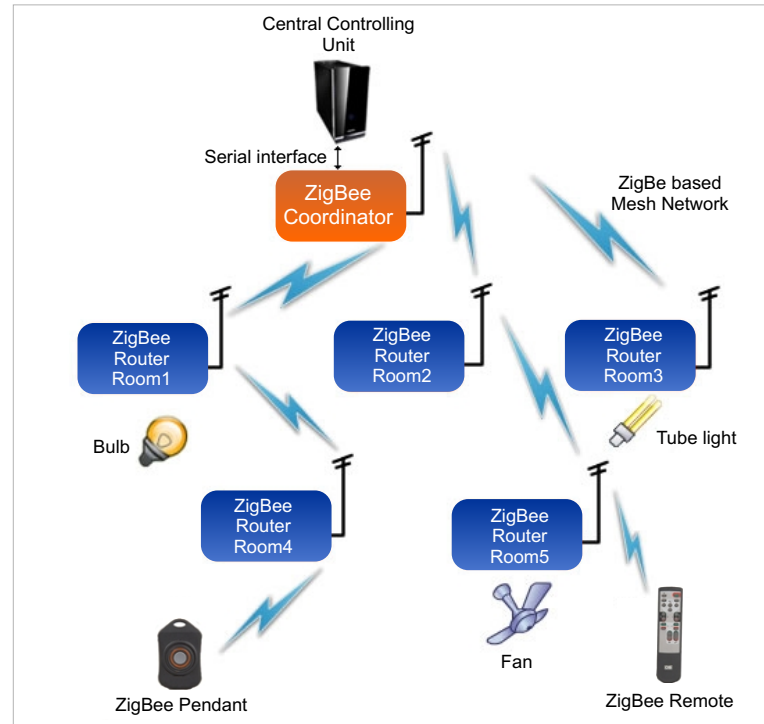 Central Controlling
Unit
Serial interface
ZigBee
Coordinator
ZigBe based
Mesh Network
ZigBee
Router
Room1
ZigBee
Router
Room2
ZigBee
Router
Room3
Bulb
Tube light
ZigBee
Router
Room4
ZigBee
Router
Room5
Fan
ZigBee Pendant
ZigBee Remote